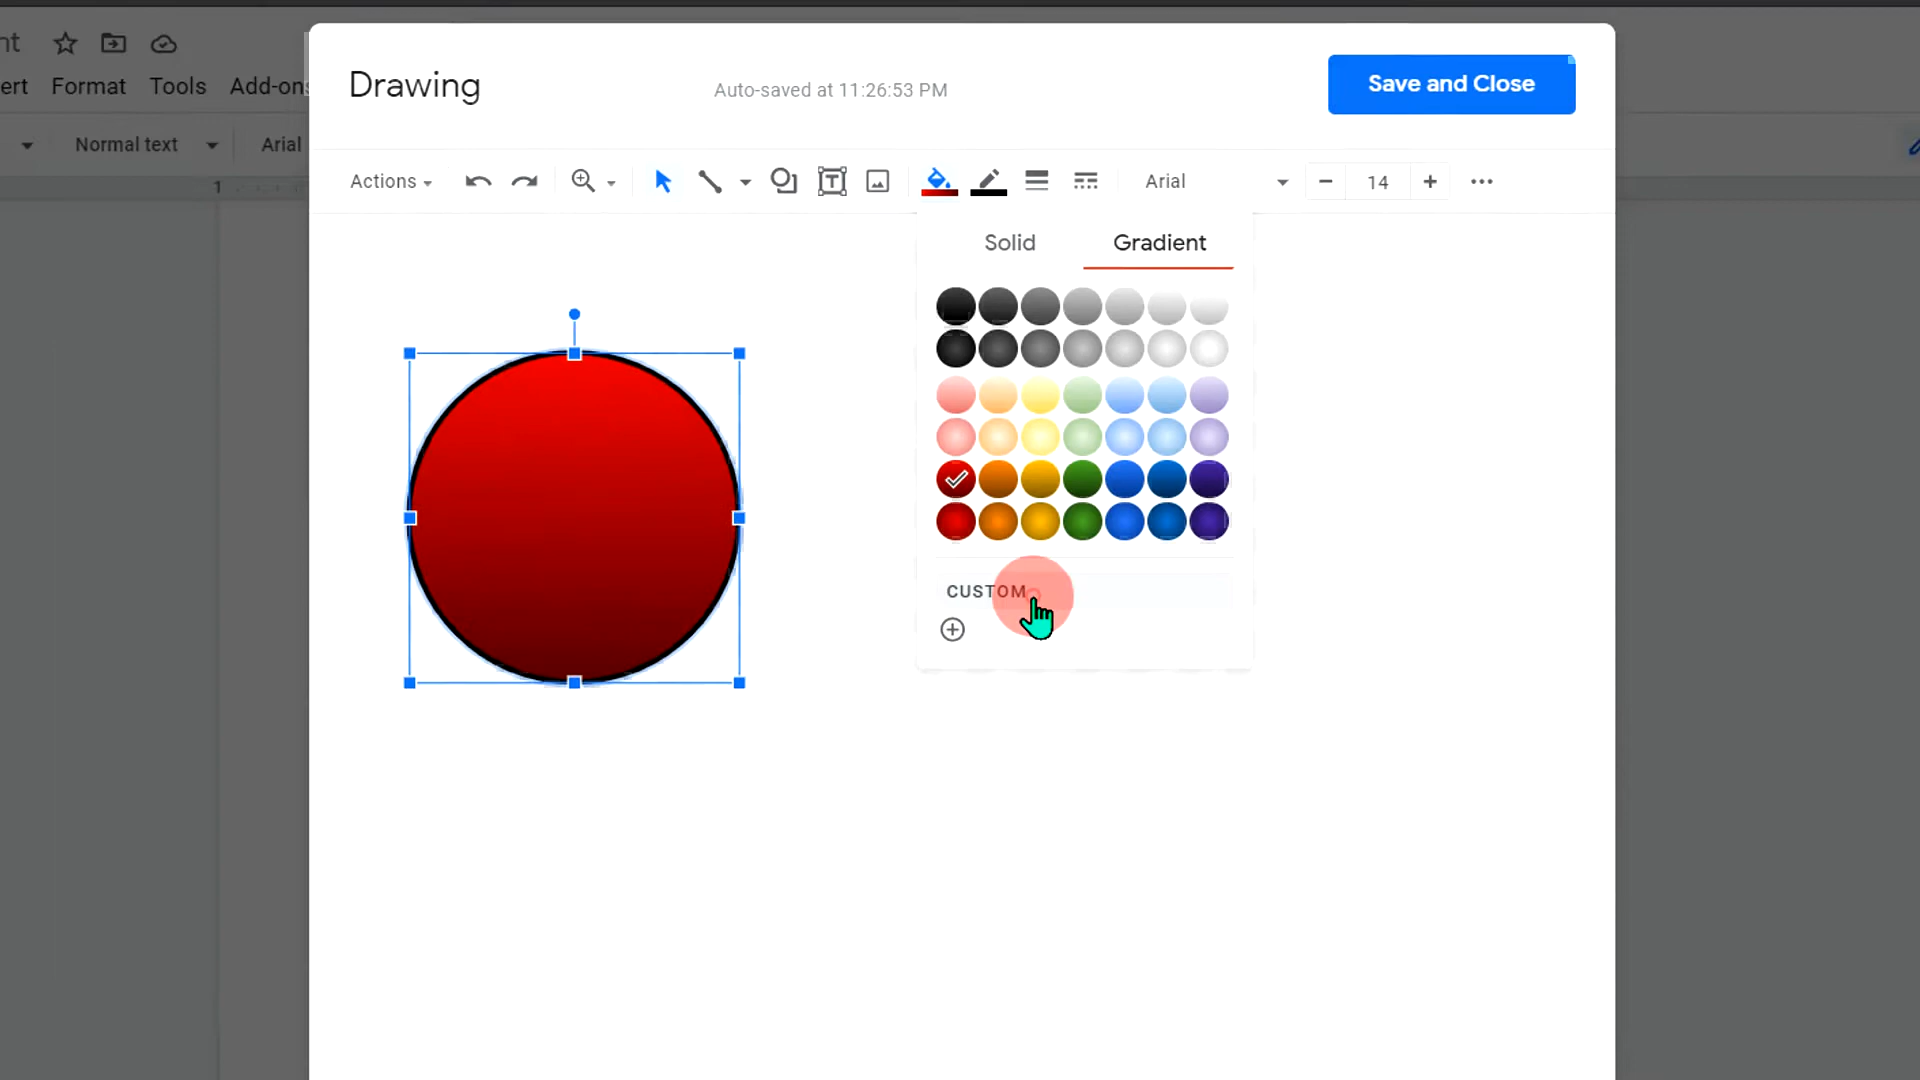 nt
ert Format Tools Add-ons
Drawing
Auto-saved at 11:26:53 PM
Save and Close
Normal text
Arial
1
Actions
Arial
14
Solid
Gradient
CUSTOM